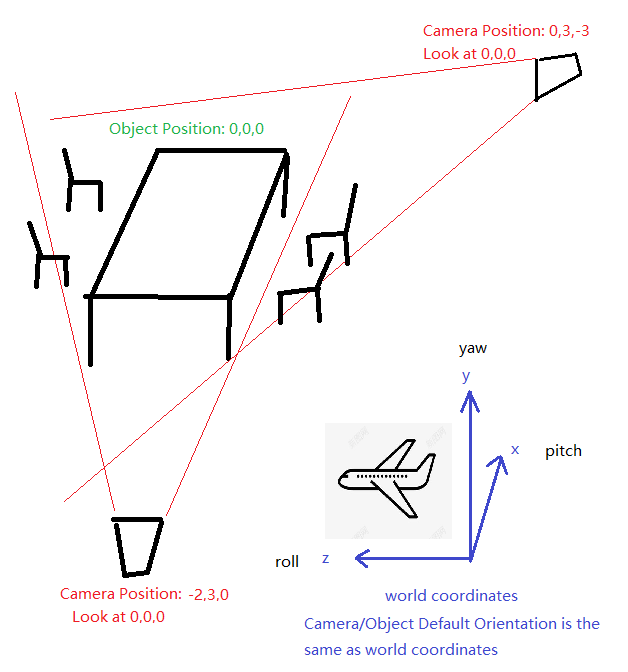 Camera Position: 0,3,-3
Look at 0,0,0
Object Position: 0,0,0
yaw
y
x
pitch
roll
z
Camera Position: -2,3,0
Look at 0,0,0
world coordinates
Camera/Object Default Orientation is the
same as world coordinates